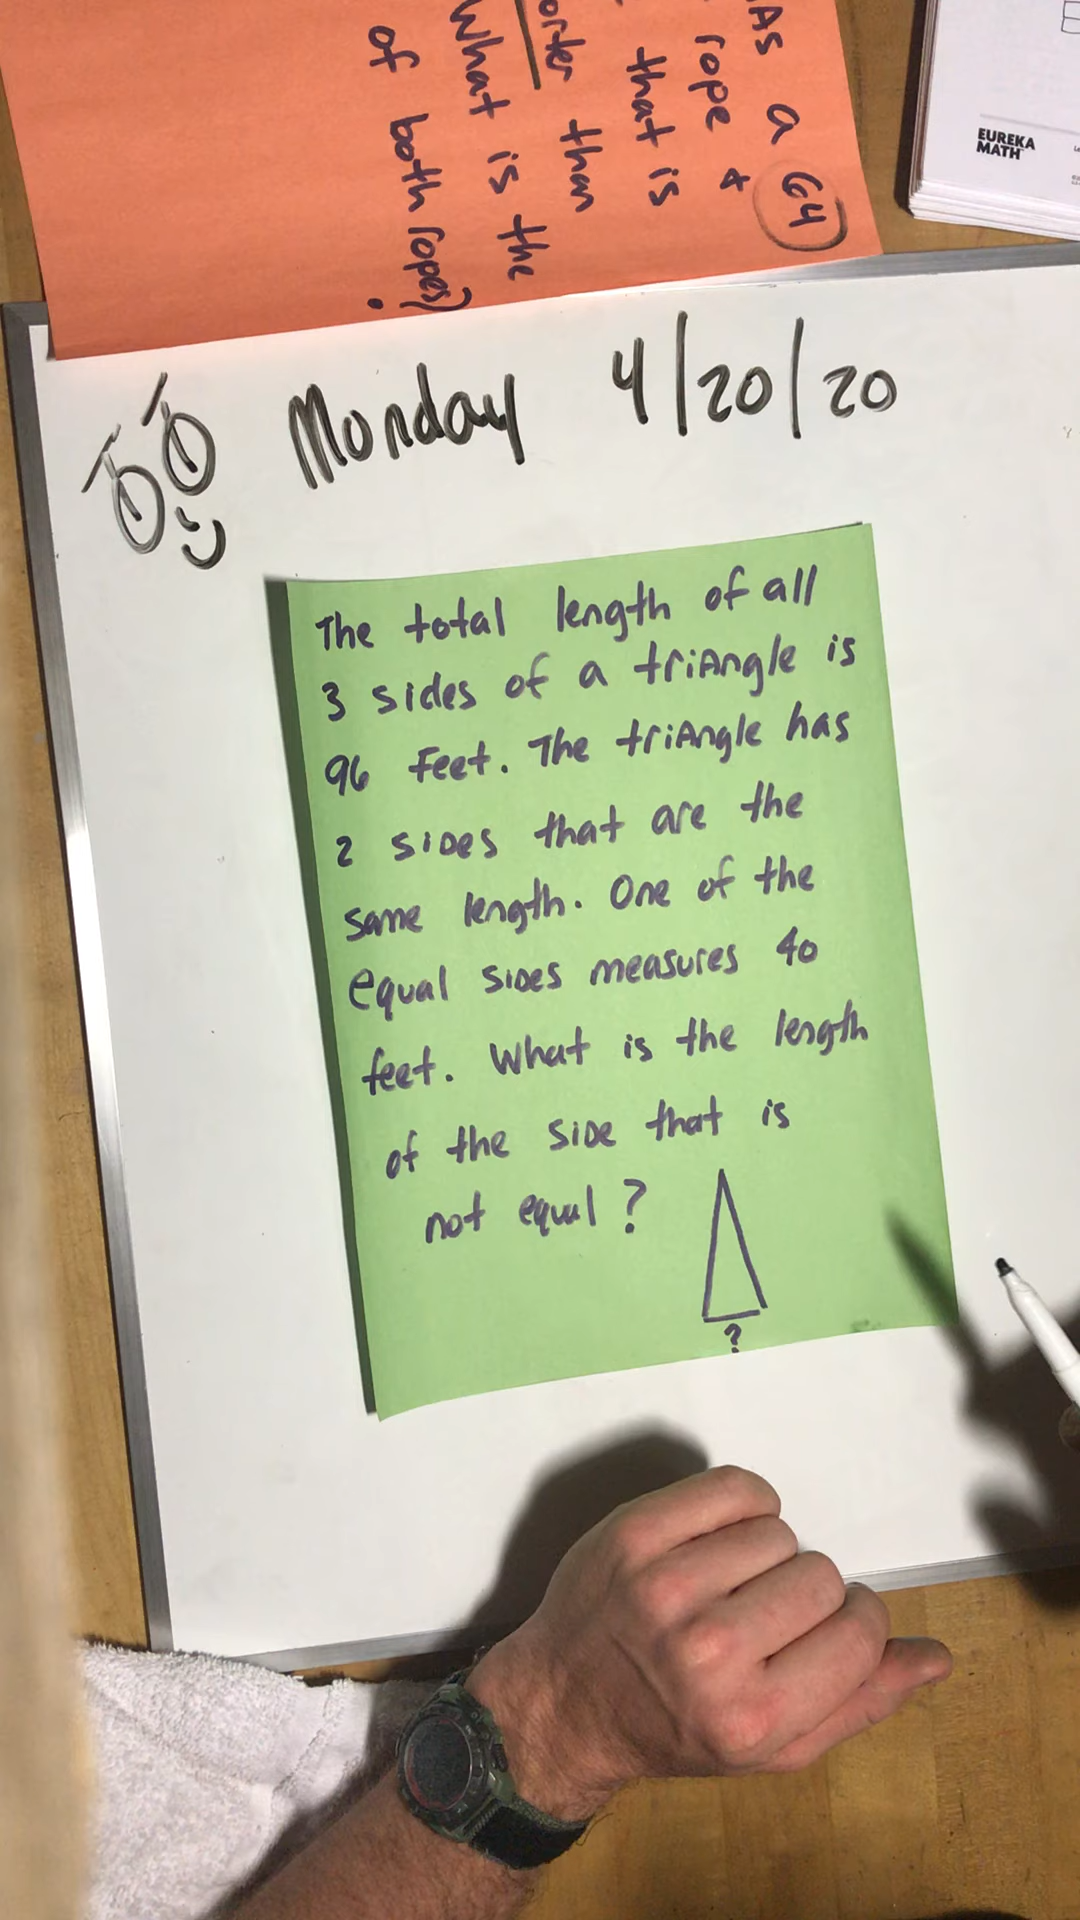 As a 64
rope &
that is
orter than
What is the
of both ropes?
EUREKA
MATH
Monday 4/20/20
The total length of all
3 sides of a triAngle is
96 feet. The triAngle has
2 sides that are the
same length. One of the
equal sides measures 40
feet. What is the length
of the side that is
not equal?
?